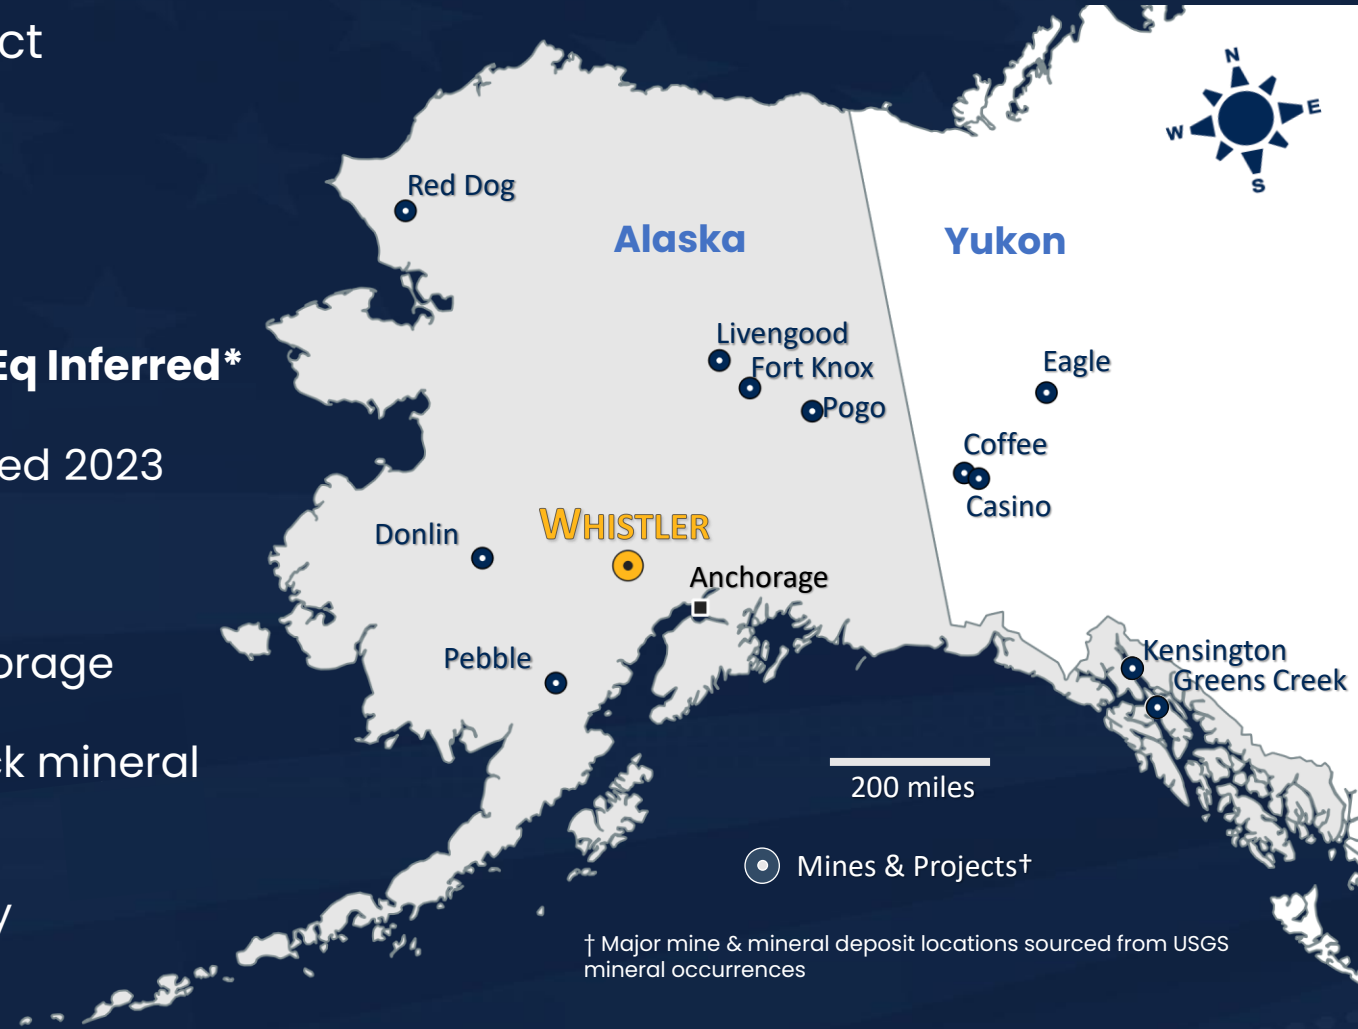 ct
Eq Inferred*
ed 2023
orage
ck mineral
y
N
W
E
S
Red Dog
Alaska
Yukon
Livengood
Fort Knox
Pogo
Eagle
Coffee
Casino
Donlin
WHISTLER
Anchorage
Pebble
Kensington
Greens Creek
200 miles
Mines & Projects†
† Major mine & mineral deposit locations sourced from USGS
mineral occurrences